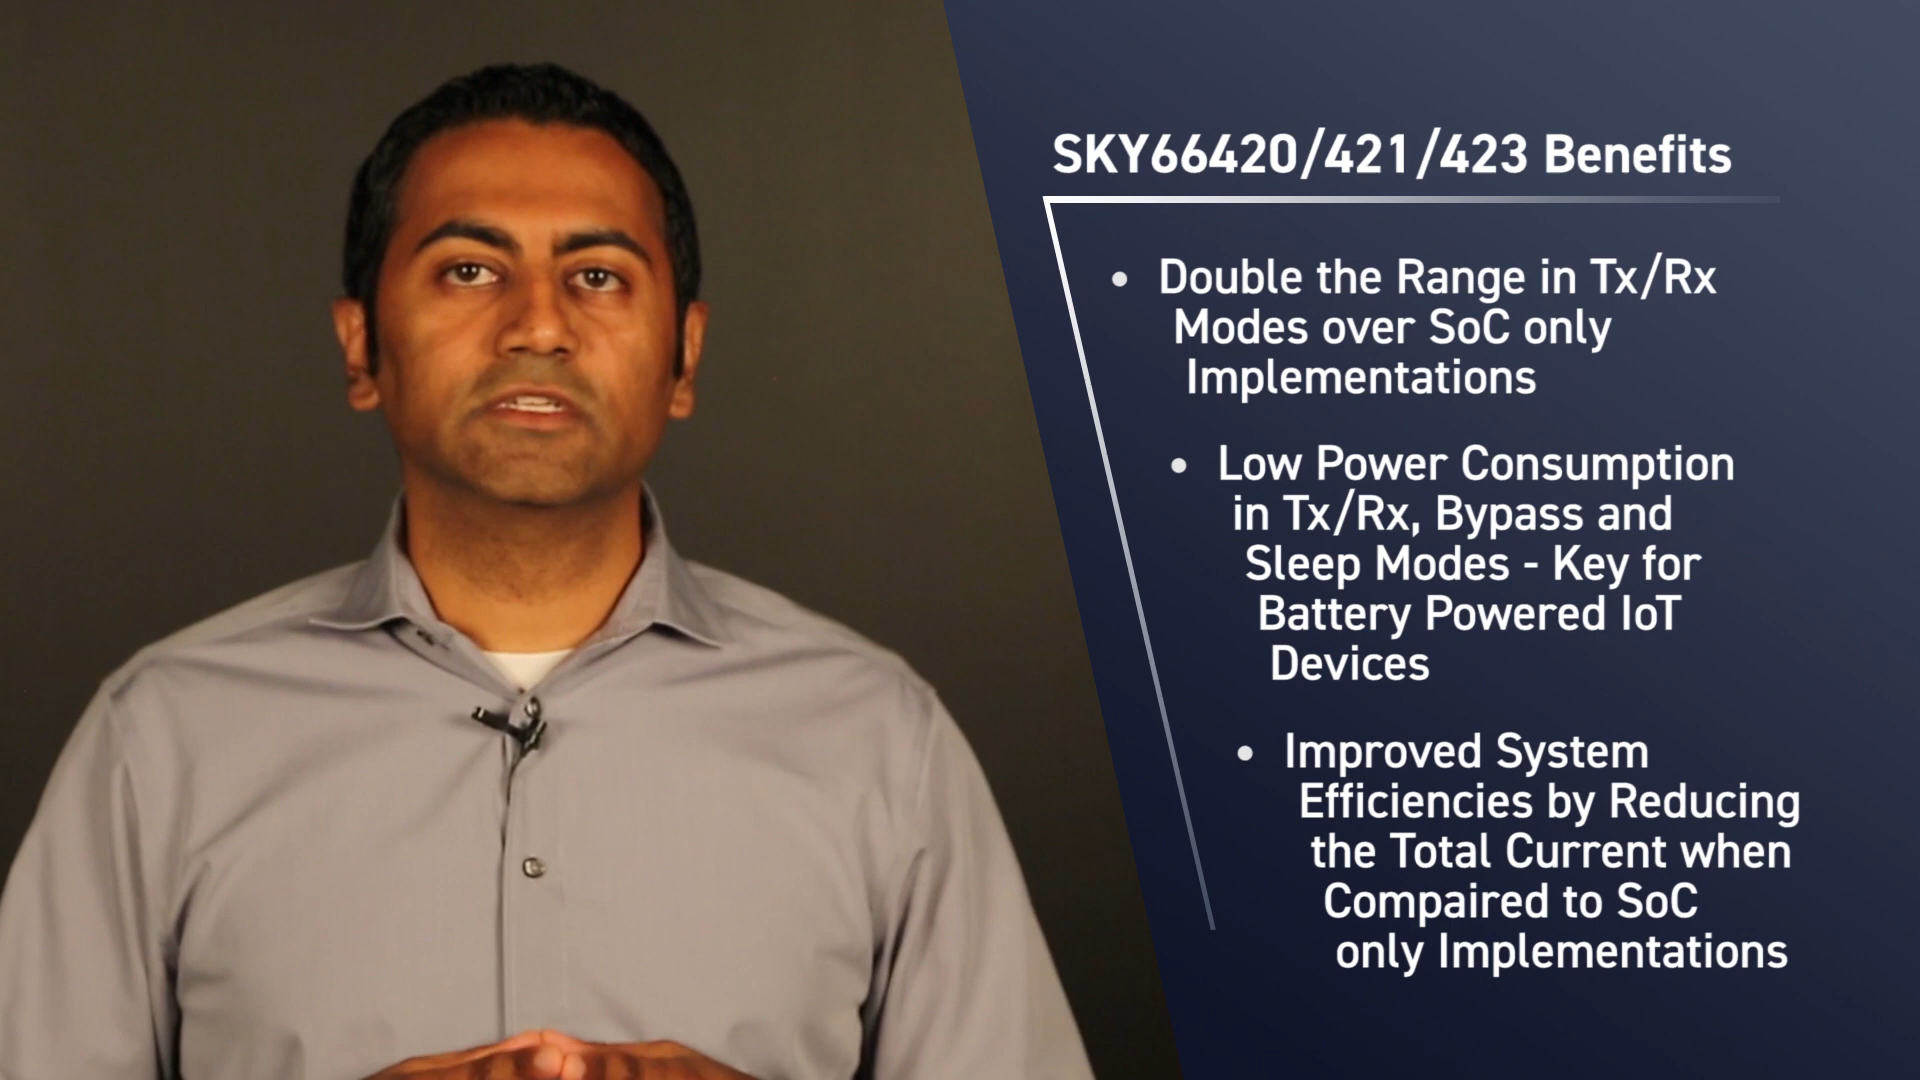 SKY66420/421/423 Benefits
• Double the Range in Tx/Rx
Modes over SoC only
Implementations
• Low Power Consumption
in Tx/Rx, Bypass and
Sleep Modes - Key for
Battery Powered IoT
Devices
• Improved System
Efficiencies by Reducing
the Total Current when
Compaired to SoC
only Implementations